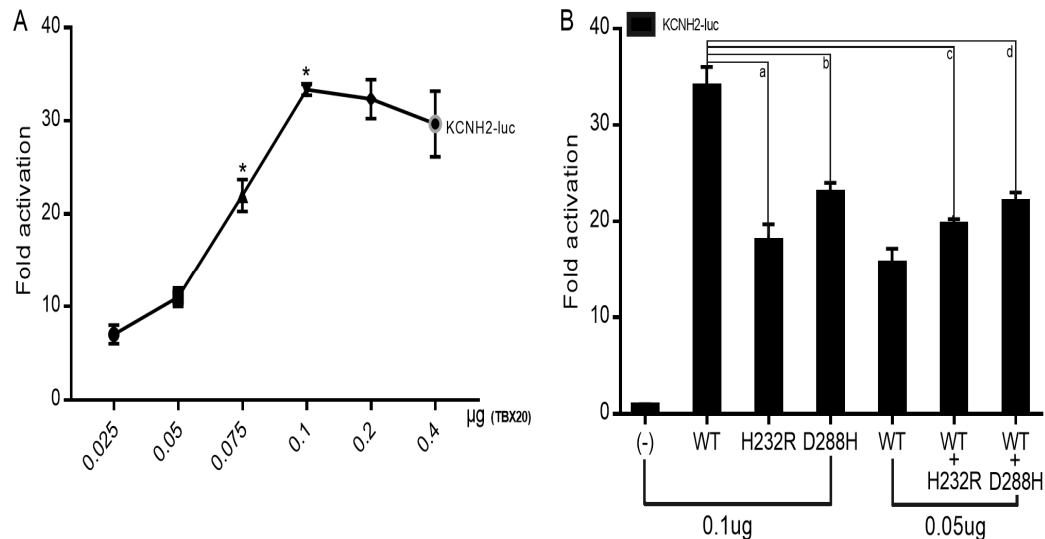 A
Fold activation
40
30
20
10
0
*
*
KCNH2-luc
0.025
0.05
0.075
0.1
0.2
0.4
µg (TBX20)
B
KCNH2-luc
Fold activation
40
30
20
10
0
a
b
c
d
(-)
WT
H232R
D288H
WT
WT
+
H232R
WT
+
D288H
0.1ug
0.05ug